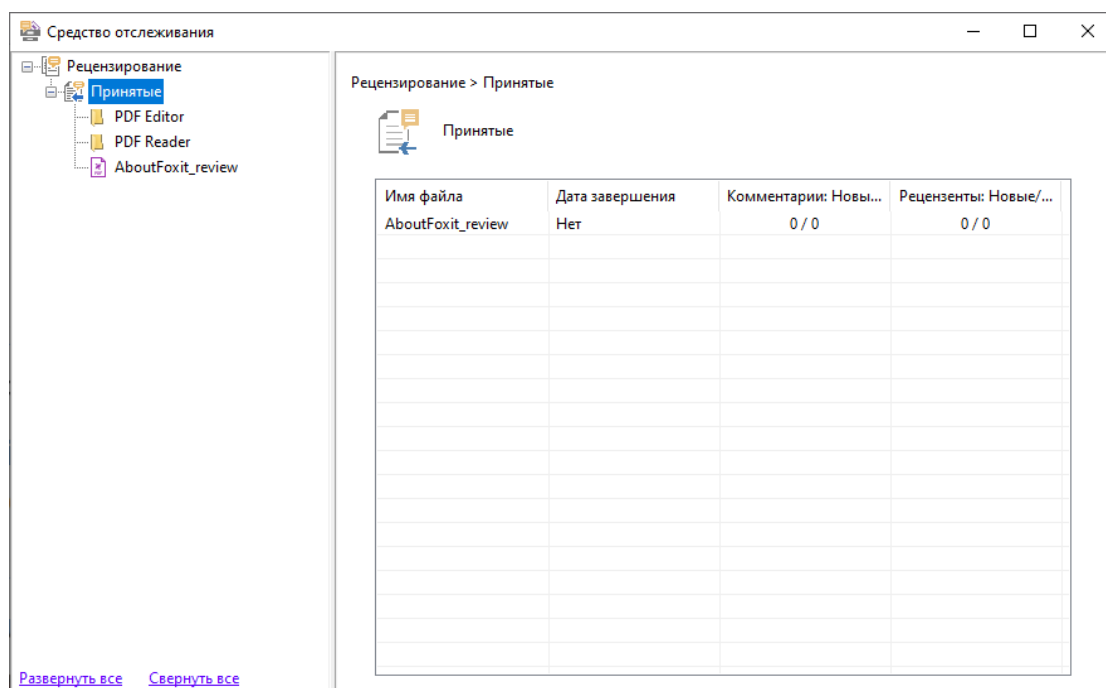 Средство отслеживания
Рецензирование
Принятые
PDF Editor
PDF Reader
AboutFoxit_review
Развернуть все Свернуть все
Рецензирование > Принятые
Принятые
Имя файла Дата завершения Комментарии: Новы... Рецензенты: Новые/...
AboutFoxit_review Нет 0 / 0 0 / 0